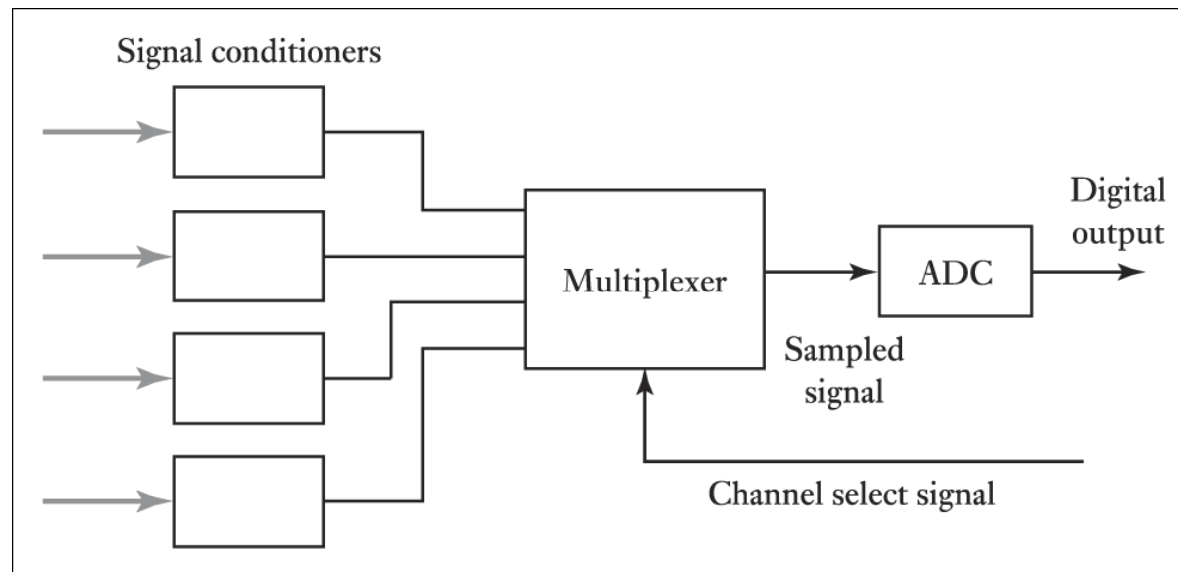 Signal conditioners
Multiplexer
Sampled
signal
ADC
Digital
output
Channel select signal